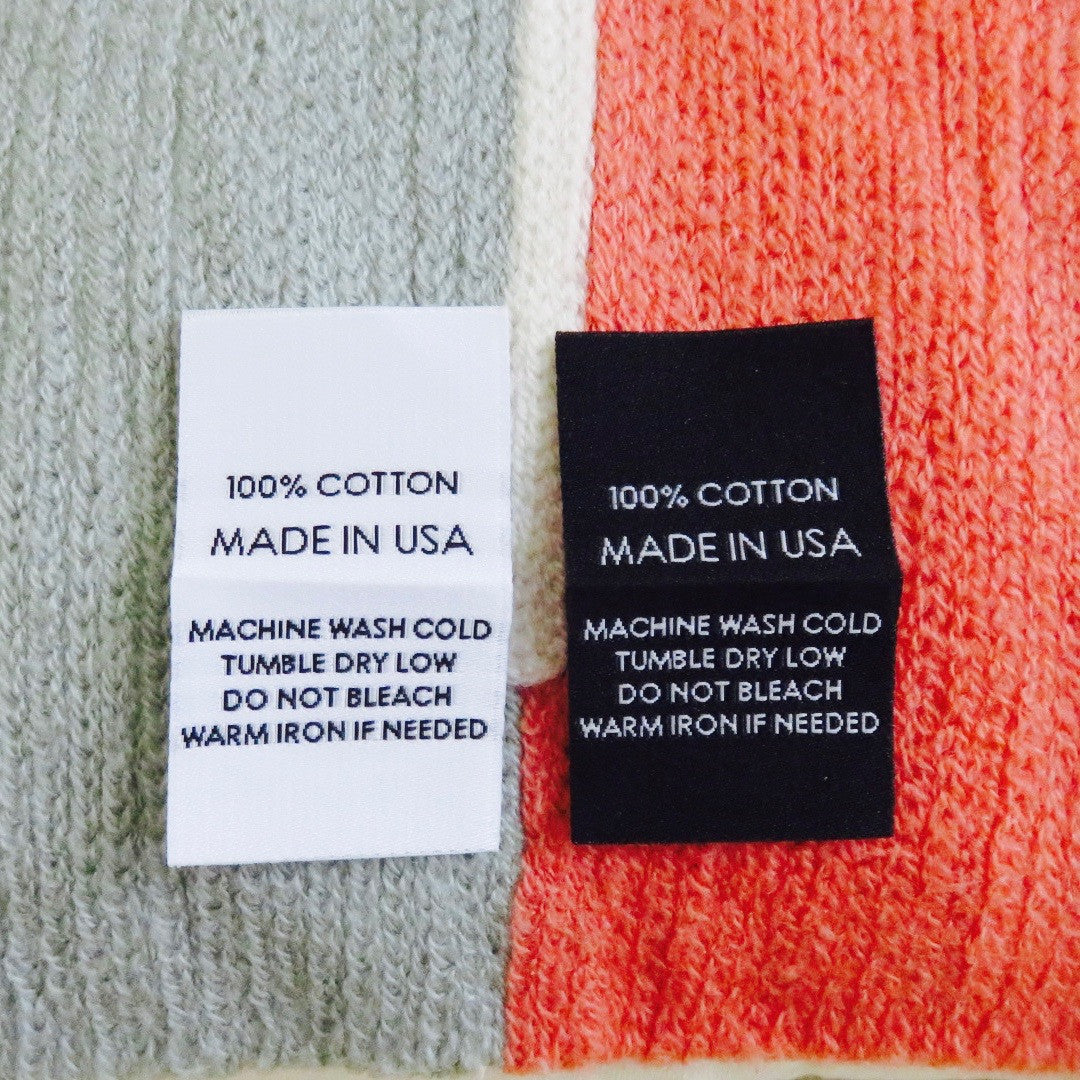 100% COTTON
MADE IN USA
MACHINE WASH COLD
TUMBLE DRY LOW
DO NOT BLEACH
WARM IRON IF NEEDED
100% COTTON
MADE IN USA
MACHINE WASH COLD
TUMBLE DRY LOW
DO NOT BLEACH
WARM IRON IF NEEDED